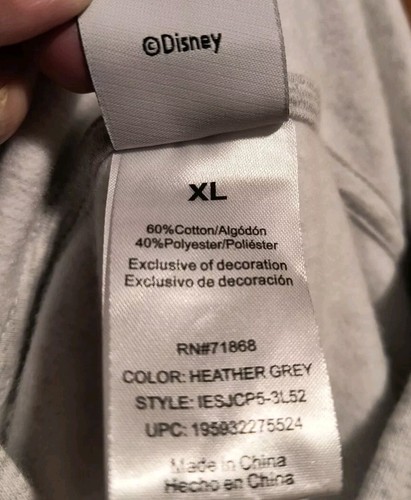 ©Disney
XL
60%Cotton/Algódón
40%Polyester/Poliéster
Exclusive of decoration
Exclusivo de decoración
RN#71868
COLOR: HEATHER GREY
STYLE: IESJCP5-3L52
UPC: 195932275524
Made in China
Hecho en China